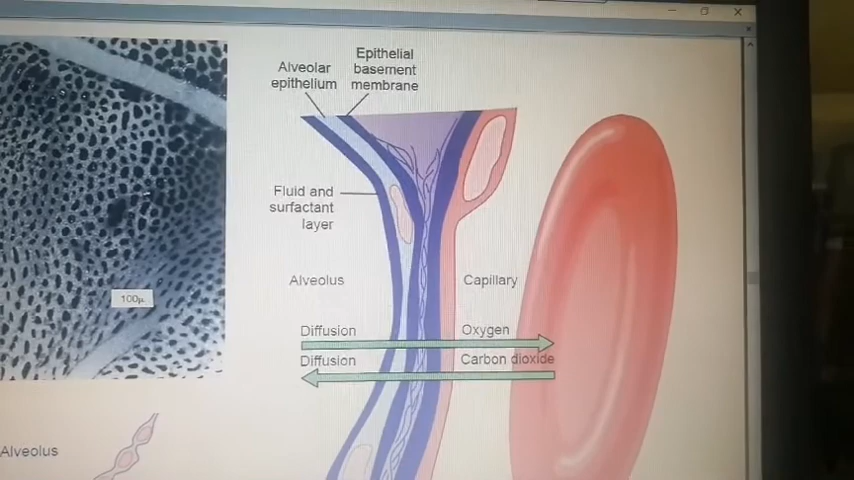 Epithelial
basement
membrane
Alveolar
epithelium
Fluid and
surfactant
layer
100μ
Alveolus
Capillary
Diffusion
Oxygen
Diffusion
Carbon dioxide
Alveolus